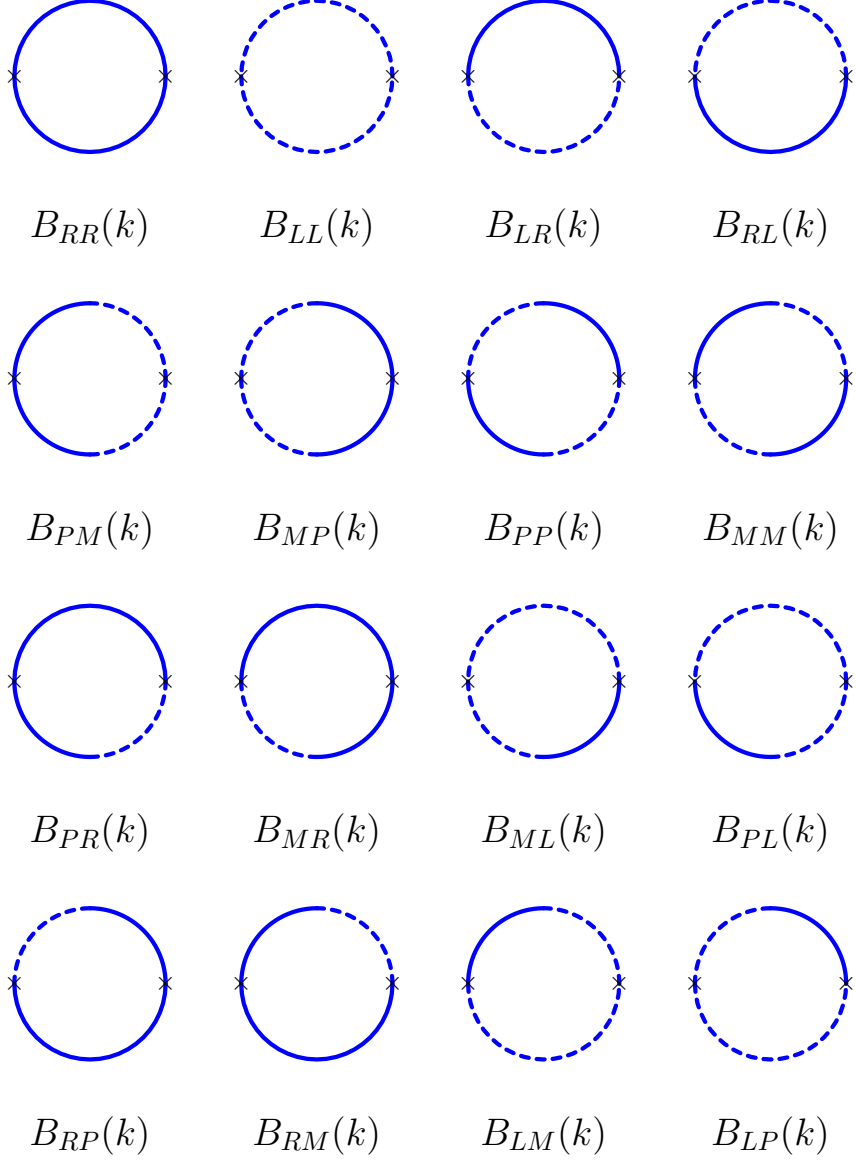 B_{RR}(k) B_{LL}(k) B_{LR}(k) B_{RL}(k)
B_{PM}(k) B_{MP}(k) B_{PP}(k) B_{MM}(k)
B_{PR}(k) B_{MR}(k) B_{ML}(k) B_{PL}(k)
B_{RP}(k) B_{RM}(k) B_{LM}(k) B_{LP}(k)